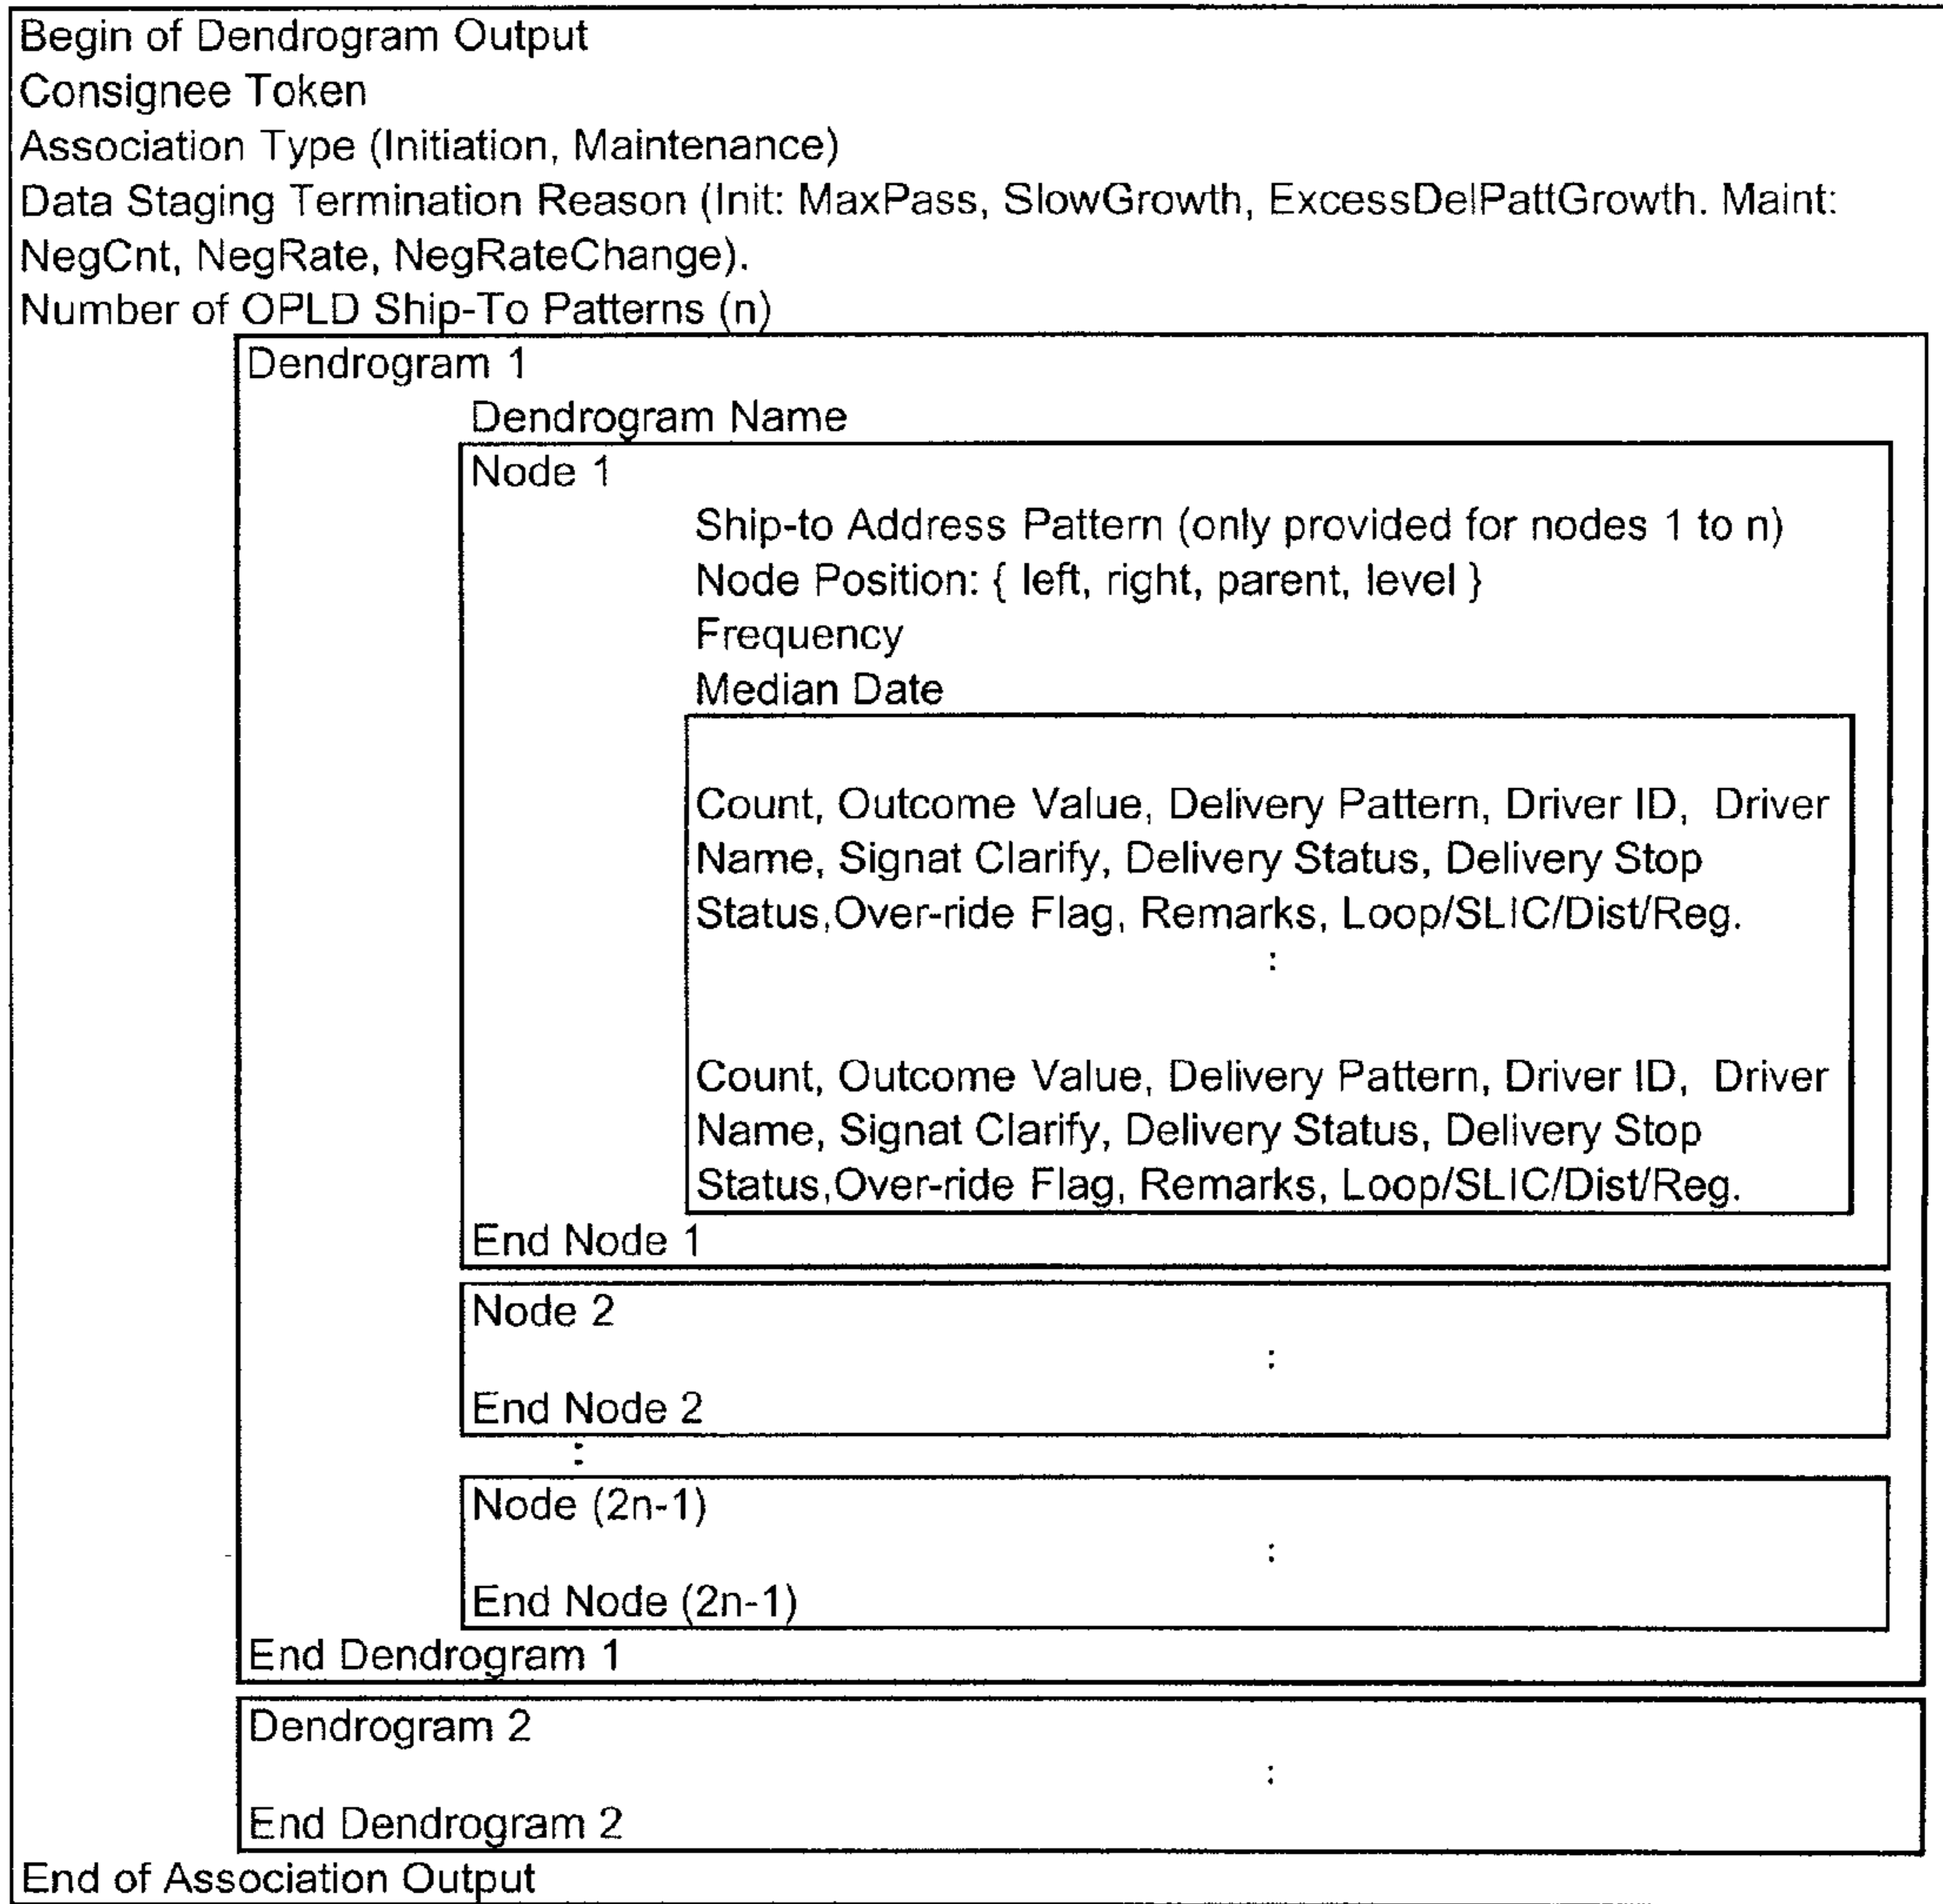 Begin of Dendrogram Output
Consignee Token
Association Type (Initiation, Maintenance)
Data Staging Termination Reason (Init: MaxPass, SlowGrowth, ExcessDelPattGrowth. Maint:
NegCnt, NegRate, NegRateChange).
Number of OPLD Ship-To Patterns (n)
Dendrogram 1
Dendrogram Name
Node 1
Ship-to Address Pattern (only provided for nodes 1 to n)
Node Position: { left, right, parent, level }
Frequency
Median Date
Count, Outcome Value, Delivery Pattern, Driver ID, Driver
Name, Signat Clarify, Delivery Status, Delivery Stop
Status,Over-ride Flag, Remarks, Loop/SLIC/Dist/Reg.
:
Count, Outcome Value, Delivery Pattern, Driver ID, Driver
Name, Signat Clarify, Delivery Status, Delivery Stop
Status,Over-ride Flag, Remarks, Loop/SLIC/Dist/Reg.
End Node 1
Node 2
:
End Node 2
:
Node (2n-1)
:
End Node (2n-1)
End Dendrogram 1
Dendrogram 2
:
End Dendrogram 2
End of Association Output